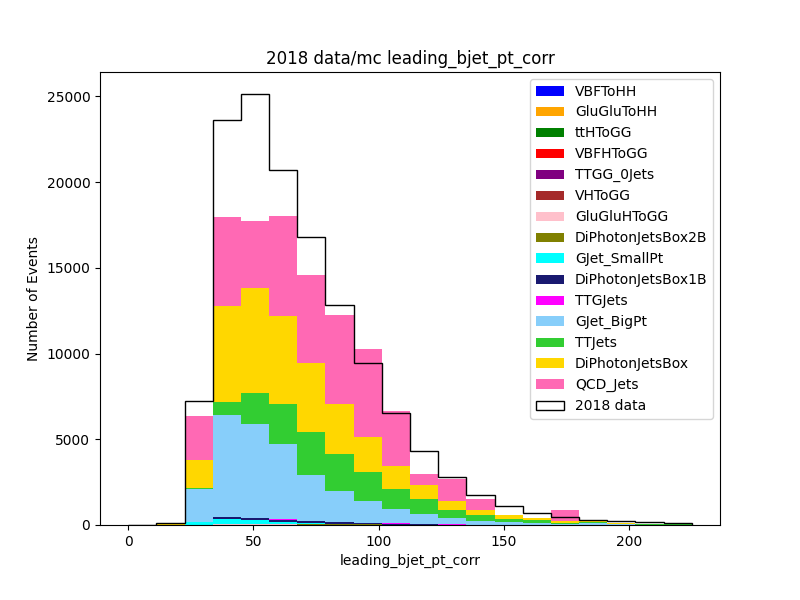 2018 data/mc leading_bjet_pt_corr
Number of Events
25000
20000
15000
10000
5000
0
0
50
100
150
200
leading_bjet_pt_corr
VBFToHH
GluGluToHH
ttHToGG
VBFHToGG
TTGG_0Jets
VHToGG
GluGluHToGG
DiPhotonJetsBox2B
GJet_SmallPt
DiPhotonJetsBox1B
TTGJets
GJet_BigPt
TTJets
DiPhotonJetsBox
QCD_Jets
2018 data